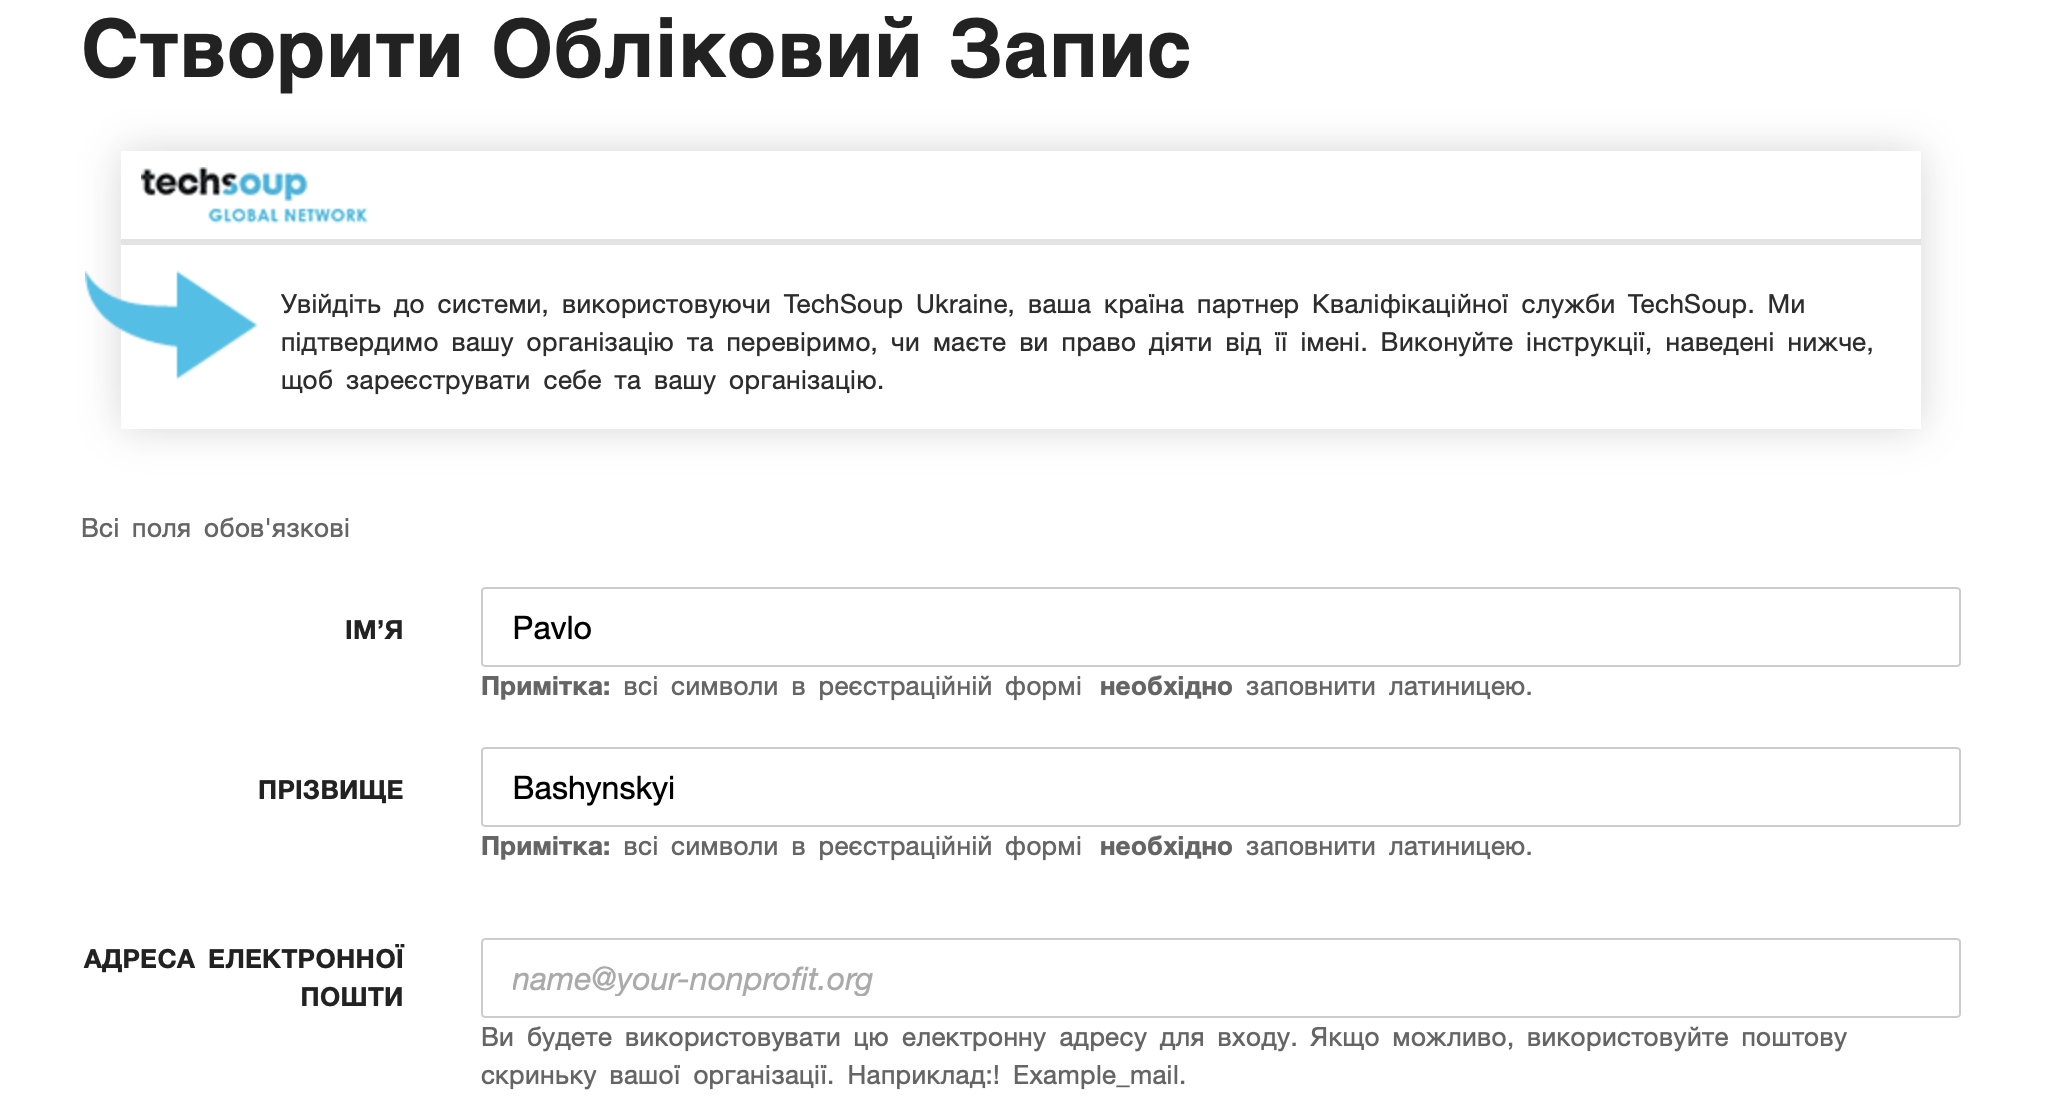 Створити Обліковий Запис
techsoup
GLOBAL NETWORK
Увійдіть до системи, використовуючи TechSoup Ukraine, ваша країна партнер Кваліфікаційної служби TechSoup. Ми
підтвердимо вашу організацію та перевіримо, чи маєте ви право діяти від її імені. Виконуйте інструкції, наведені нижче,
щоб зареєструвати себе та вашу організацію.
Всі поля обов'язкові
ІМ’Я
Pavlo
Примітка: всі символи в реєстраційній формі необхідно заповнити латиницею.
ПРІЗВИЩЕ
Bashynskyi
Примітка: всі символи в реєстраційній формі необхідно заповнити латиницею.
АДРЕСА ЕЛЕКТРОННОЇ
ПОШТИ
name@your-nonprofit.org
Ви будете використовувати цю електронну адресу для входу. Якщо можливо, використовуйте поштову
скриньку вашої організації. Наприклад:! Example_mail.